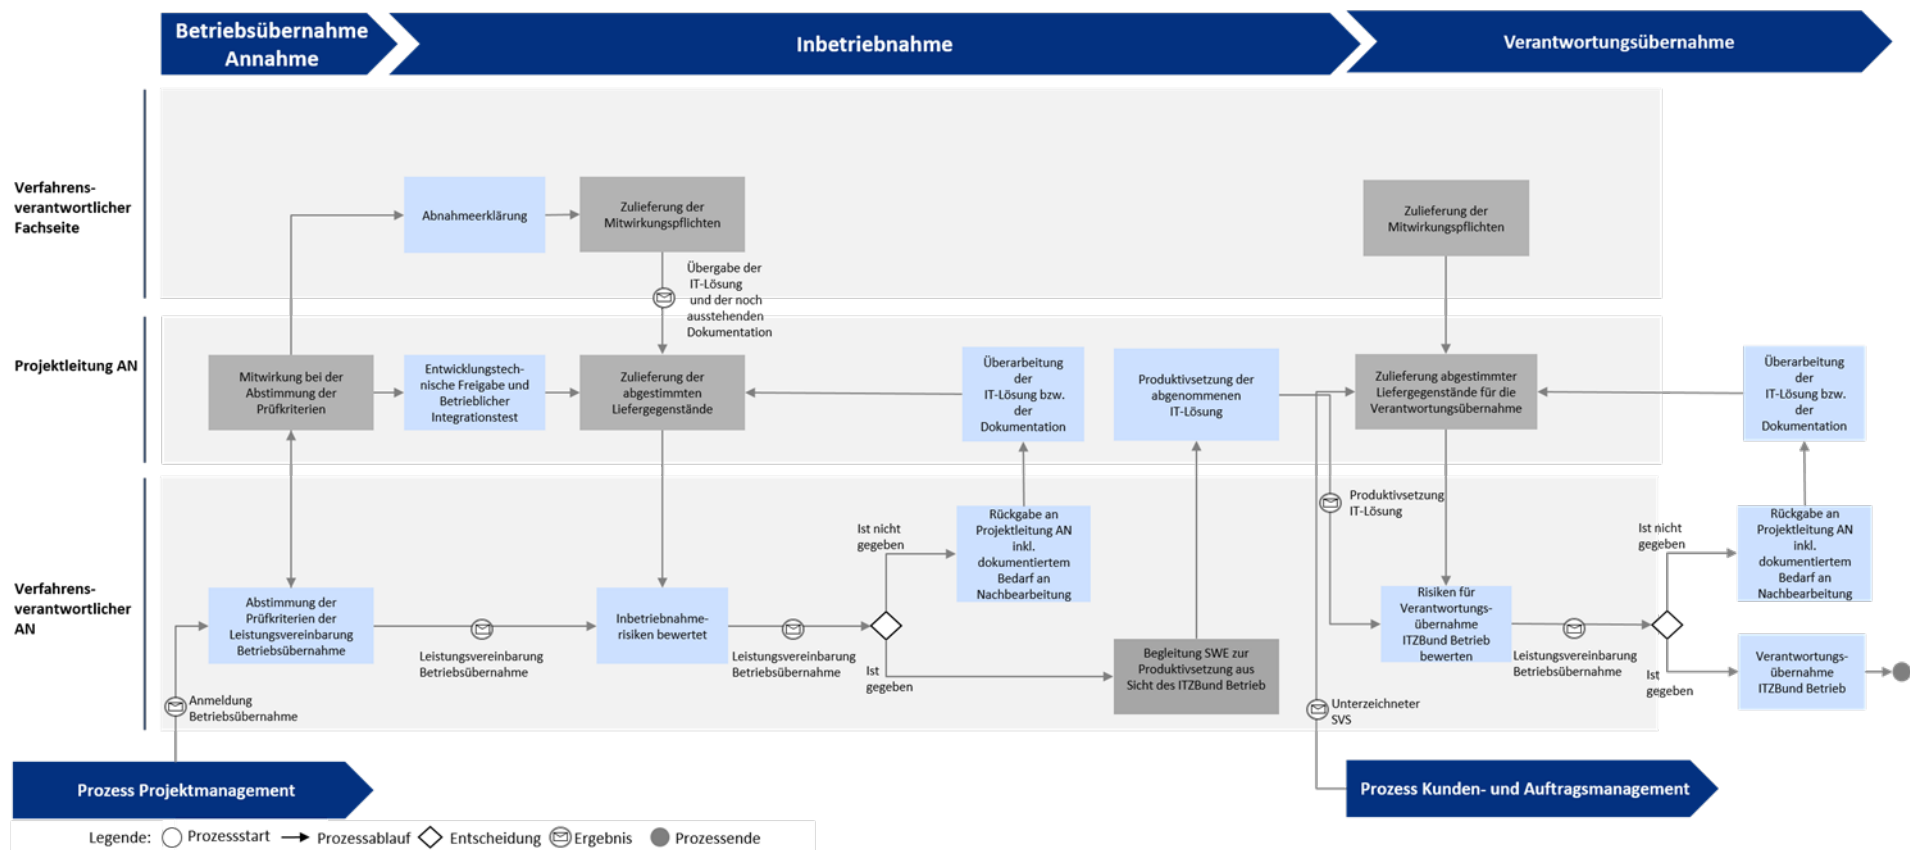 Betriebsübernahme
Annahme
Inbetriebnahme
Verantwortungsübernahme
Verfahrens-
verantwortlicher
Fachseite
Abnahmeerklärung
Zulieferung der
Mitwirkungspflichten
Zulieferung der
Mitwirkungspflichten
Übergabe der
IT-Lösung
und der noch
ausstehenden
Dokumentation
Projektleitung AN
Mitwirkung bei der
Abstimmung der
Prüfkriterien
Entwicklungstech-
nische Freigabe und
Betrieblicher
Integrationstest
Zulieferung der
abgestimmten
Liefergegenstände
Überarbeitung
der
IT-Lösung bzw.
der
Dokumentation
Produktivsetzung der
abgenommenen
IT-Lösung
Zulieferung abgestimmter
Liefergegenstände für die
Verantwortungsübernahme
Überarbeitung
der
IT-Lösung bzw.
der
Dokumentation
Verfahrens-
verantwortlicher
AN
Abstimmung der
Prüfkriterien der
Leistungsvereinbarung
Betriebsübernahme
Leistungsvereinbarung
Betriebsübernahme
Anmeldung
Betriebsübernahme
Inbetriebnahme-
risiken bewertet
Leistungsvereinbarung
Betriebsübernahme
Ist nicht
gegeben
Ist
gegeben
Rückgabe an
Projektleitung AN
inkl.
dokumentiertem
Bedarf an
Nachbearbeitung
Begleitung SWE zur
Produktivsetzung aus
Sicht des ITZBund Betrieb
Produktivsetzung
IT-Lösung
Unterzeichneter
SVS
Risiken für
Verantwortungs-
übernahme
ITZBund Betrieb
bewerten
Leistungsvereinbarung
Betriebsübernahme
Ist nicht
gegeben
Ist
gegeben
Rückgabe an
Projektleitung AN
inkl.
dokumentiertem
Bedarf an
Nachbearbeitung
Verantwortungs-
übernahme
ITZBund Betrieb
Prozess Projektmanagement
Prozess Kunden- und Auftragsmanagement
Legende: Prozessstart Prozessablauf Entscheidung Ergebnis Prozessende